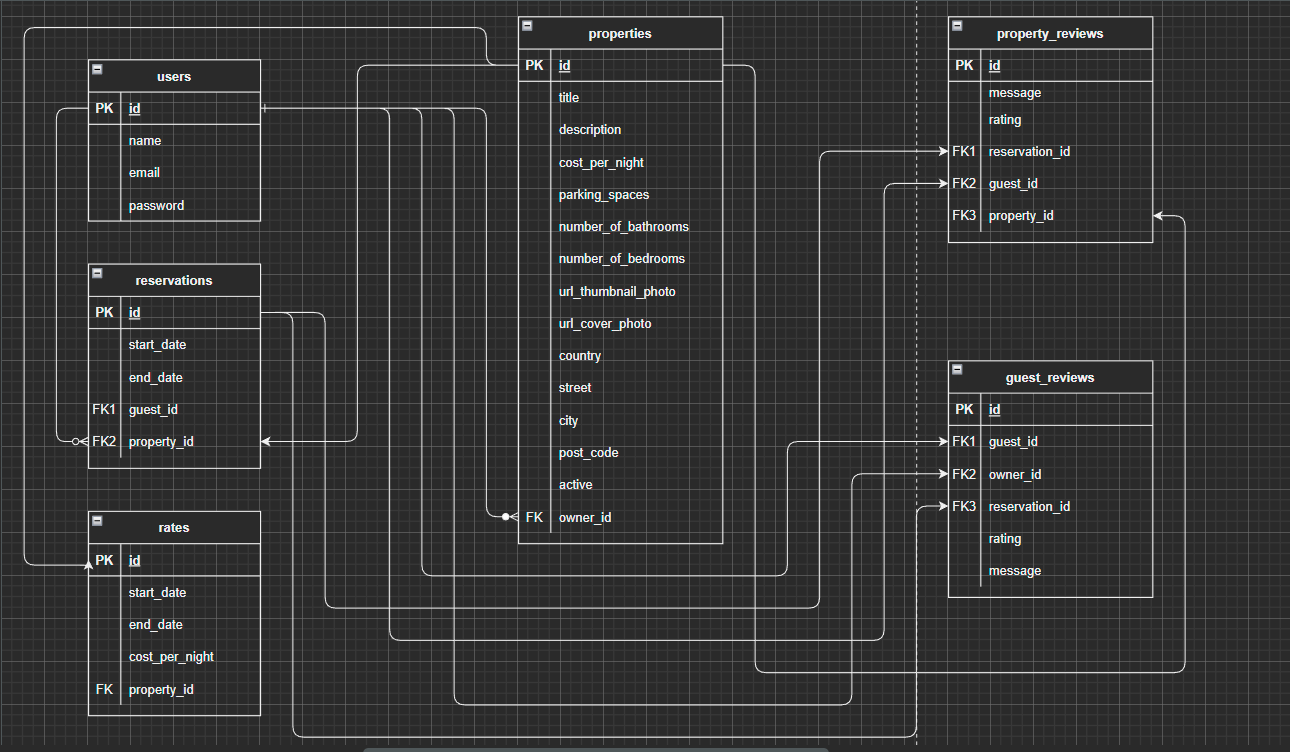 users
PK id
name
email
password
reservations
PK id
start_date
end_date
FK1 guest_id
FK2 property_id
rates
PK id
start_date
end_date
cost_per_night
FK property_id
properties
PK id
title
description
cost_per_night
parking_spaces
number_of_bathrooms
number_of_bedrooms
url_thumbnail_photo
url_cover_photo
country
street
city
post_code
active
FK owner_id
property_reviews
PK id
message
rating
FK1 reservation_id
FK2 guest_id
FK3 property_id
guest_reviews
PK id
FK1 guest_id
FK2 owner_id
FK3 reservation_id
rating
message